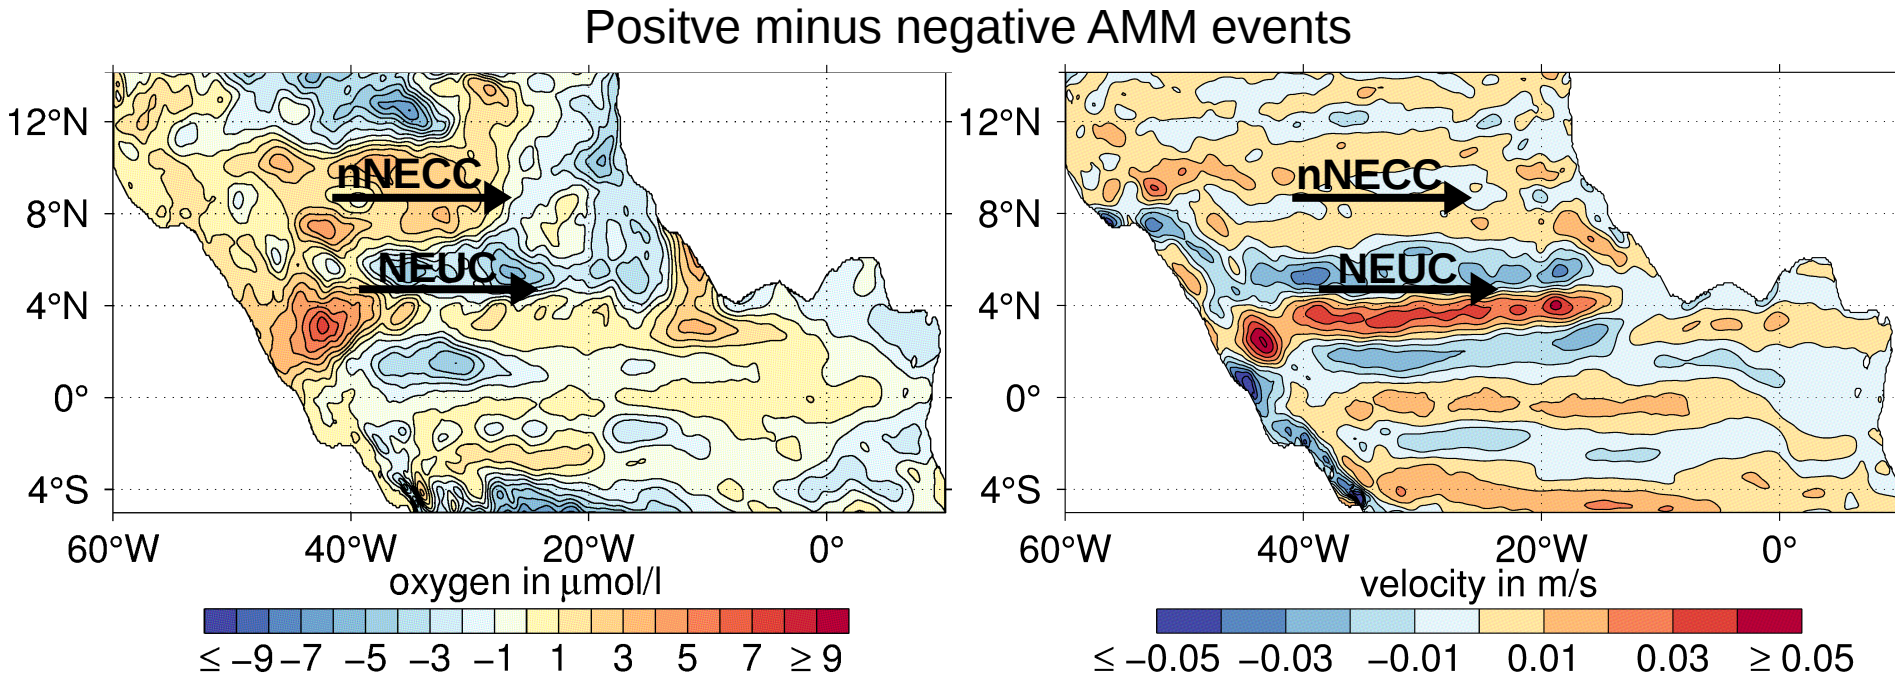 Positve minus negative AMM events
12°N
8°N
4°N
0°
4°S
nNECC
NEUC
60°W 40°W 20°W 0°
oxygen in μmol/l
≤ −9 −7 −5 −3 −1 1 3 5 7 ≥ 9
12°N
8°N
4°N
0°
4°S
nNECC
NEUC
60°W 40°W 20°W 0°
velocity in m/s
≤ −0.05 −0.03 −0.01 0.01 0.03 ≥ 0.05